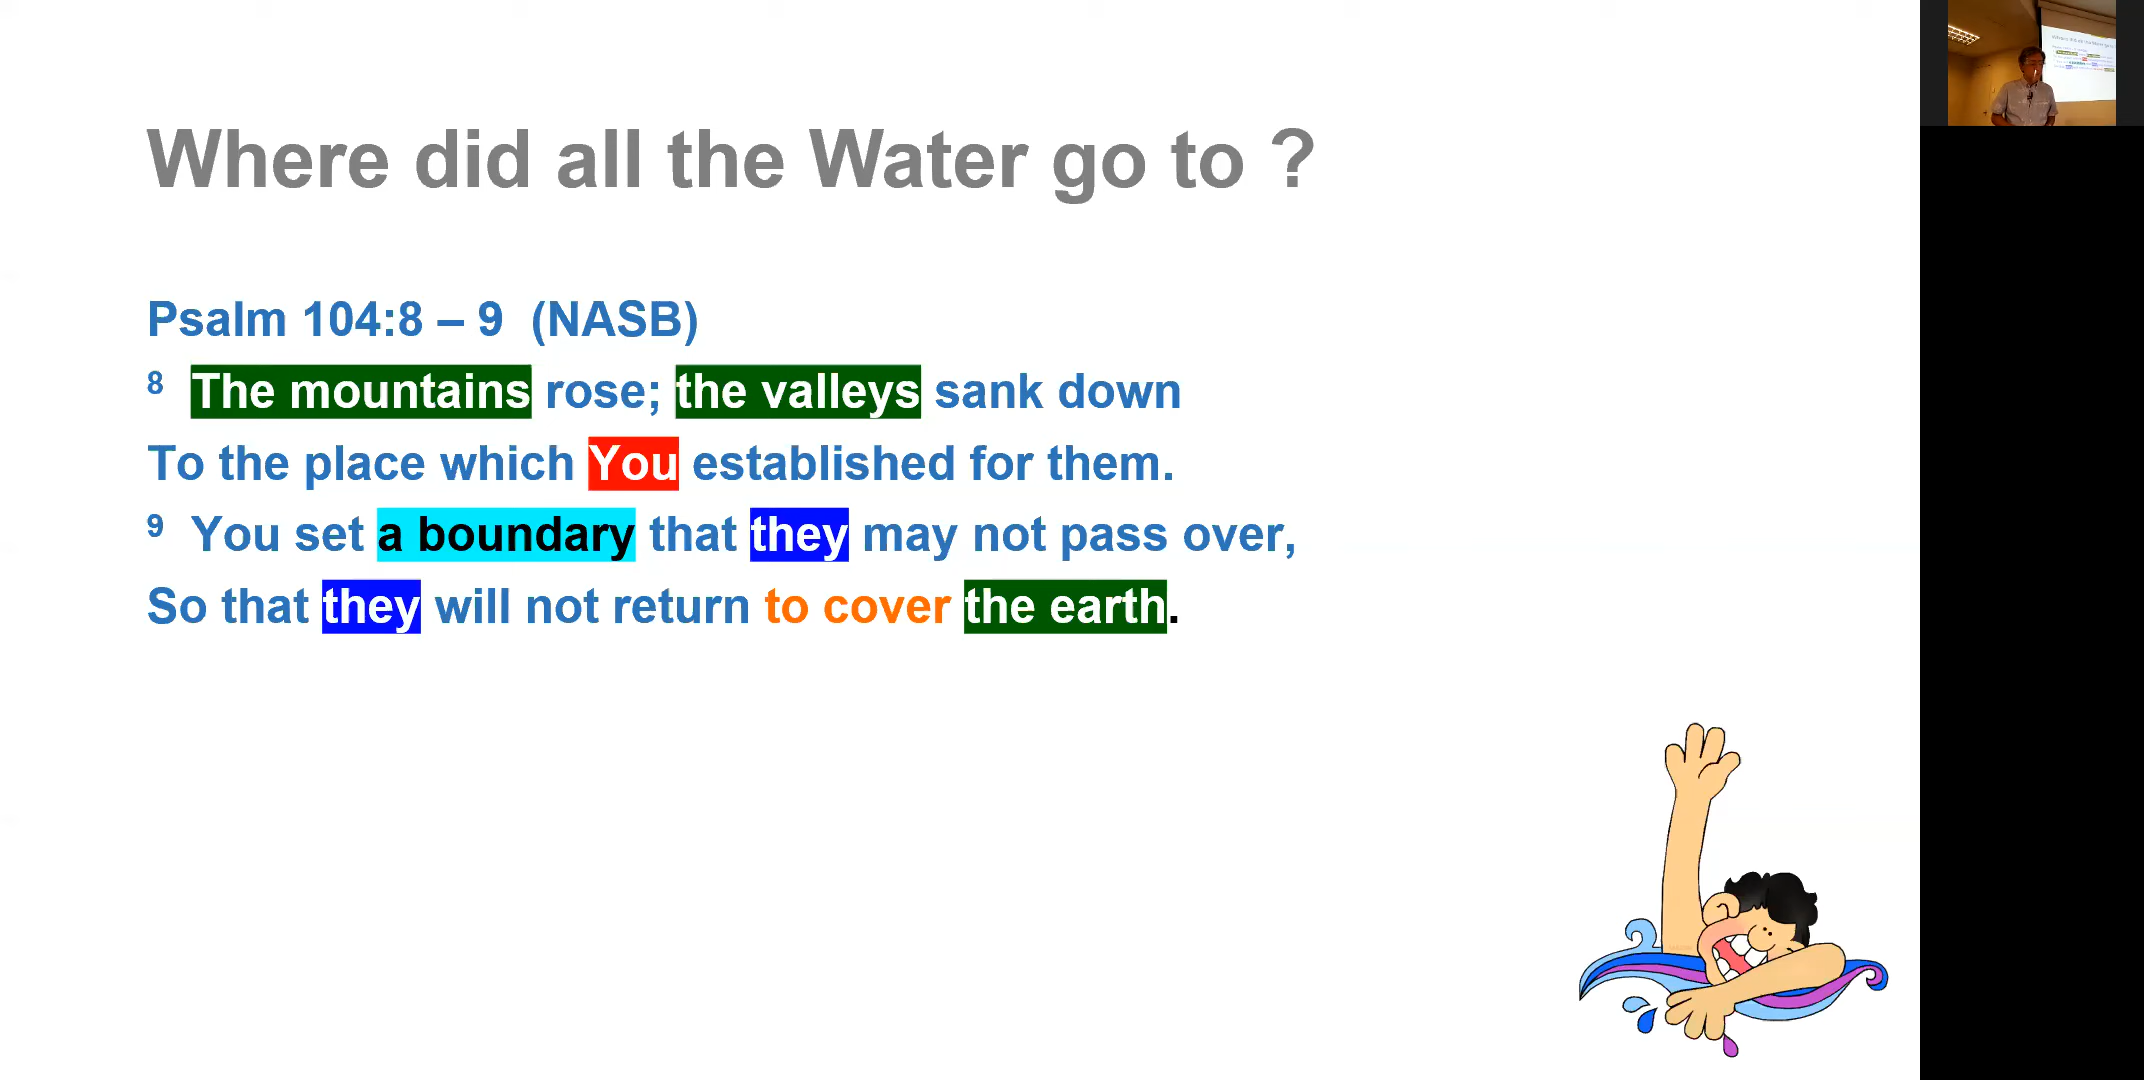 Where did all the Water go to ?
Psalm 104:8 – 9 (NASB)
8 The mountains rose; the valleys sank down
To the place which You established for them.
9 You set a boundary that they may not pass over,
So that they will not return to cover the earth.